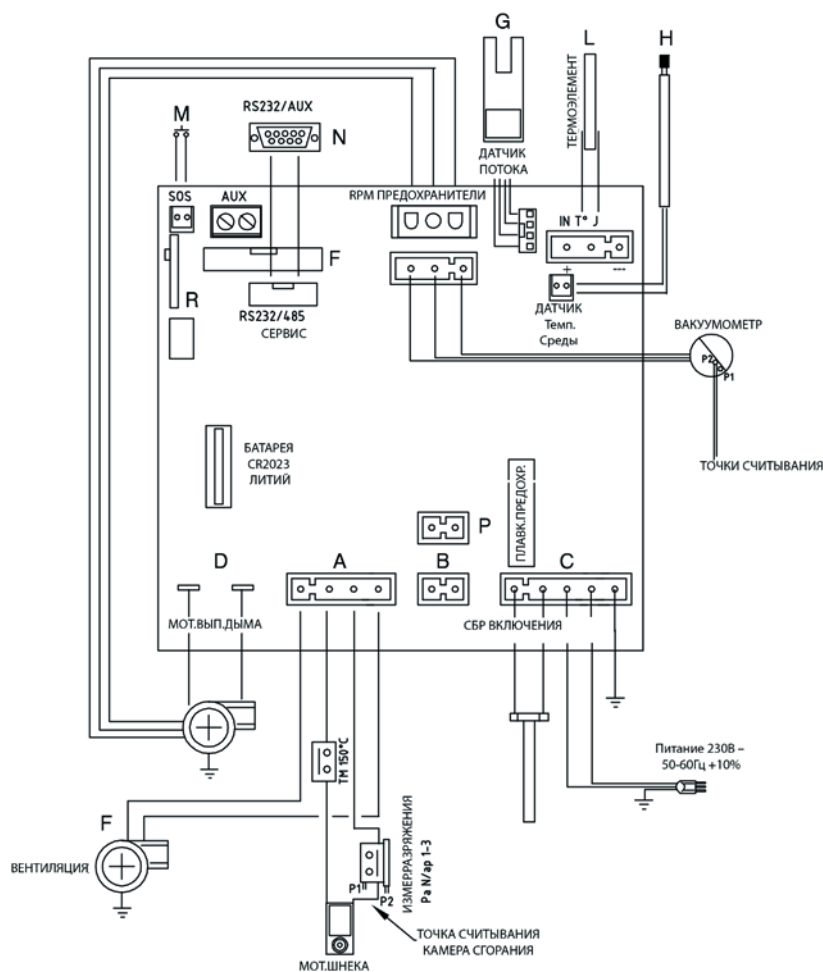 G
L
H
M
RS232/AUX
N
ТЕРМОЭЛЕМЕНТ
ДАТЧИК
ПОТОКА
SOS
AUX
RPM ПРЕДОХРАНИТЕЛИ
IN T° J
F
R
+
---
RS232/485
СЕРВИС
ДАТЧИК
Темп.
Среды
ВАКУУМОМЕТР
P2
P1
ТОЧКИ СЧИТЫВАНИЯ
БАТАРЕЯ
CR2023
ЛИТИЙ
ПЛАВК.ПРЕДОХР.
P
D
A
B
C
МОТ.ВЫП.ДЫМА
СБР ВКЛЮЧЕНИЯ
TM 150°C
Питание 230В –
50-60Гц +10%
F
ВЕНТИЛЯЦИЯ
ИЗМЕР.РАЗРЯЖЕНИЯ
Pa N/ap 1-3
P1
P2
ТОЧКА СЧИТЫВАНИЯ
КАМЕРА СГОРАНИЯ
МОТ.ШНЕКА